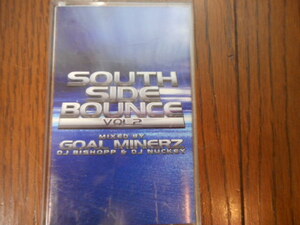 SOUTH
SIDE
BOUNCE
VOL.2
MIXED BY
GOAL MINERZ
DJ BISHOPP & DJ NUCKEY